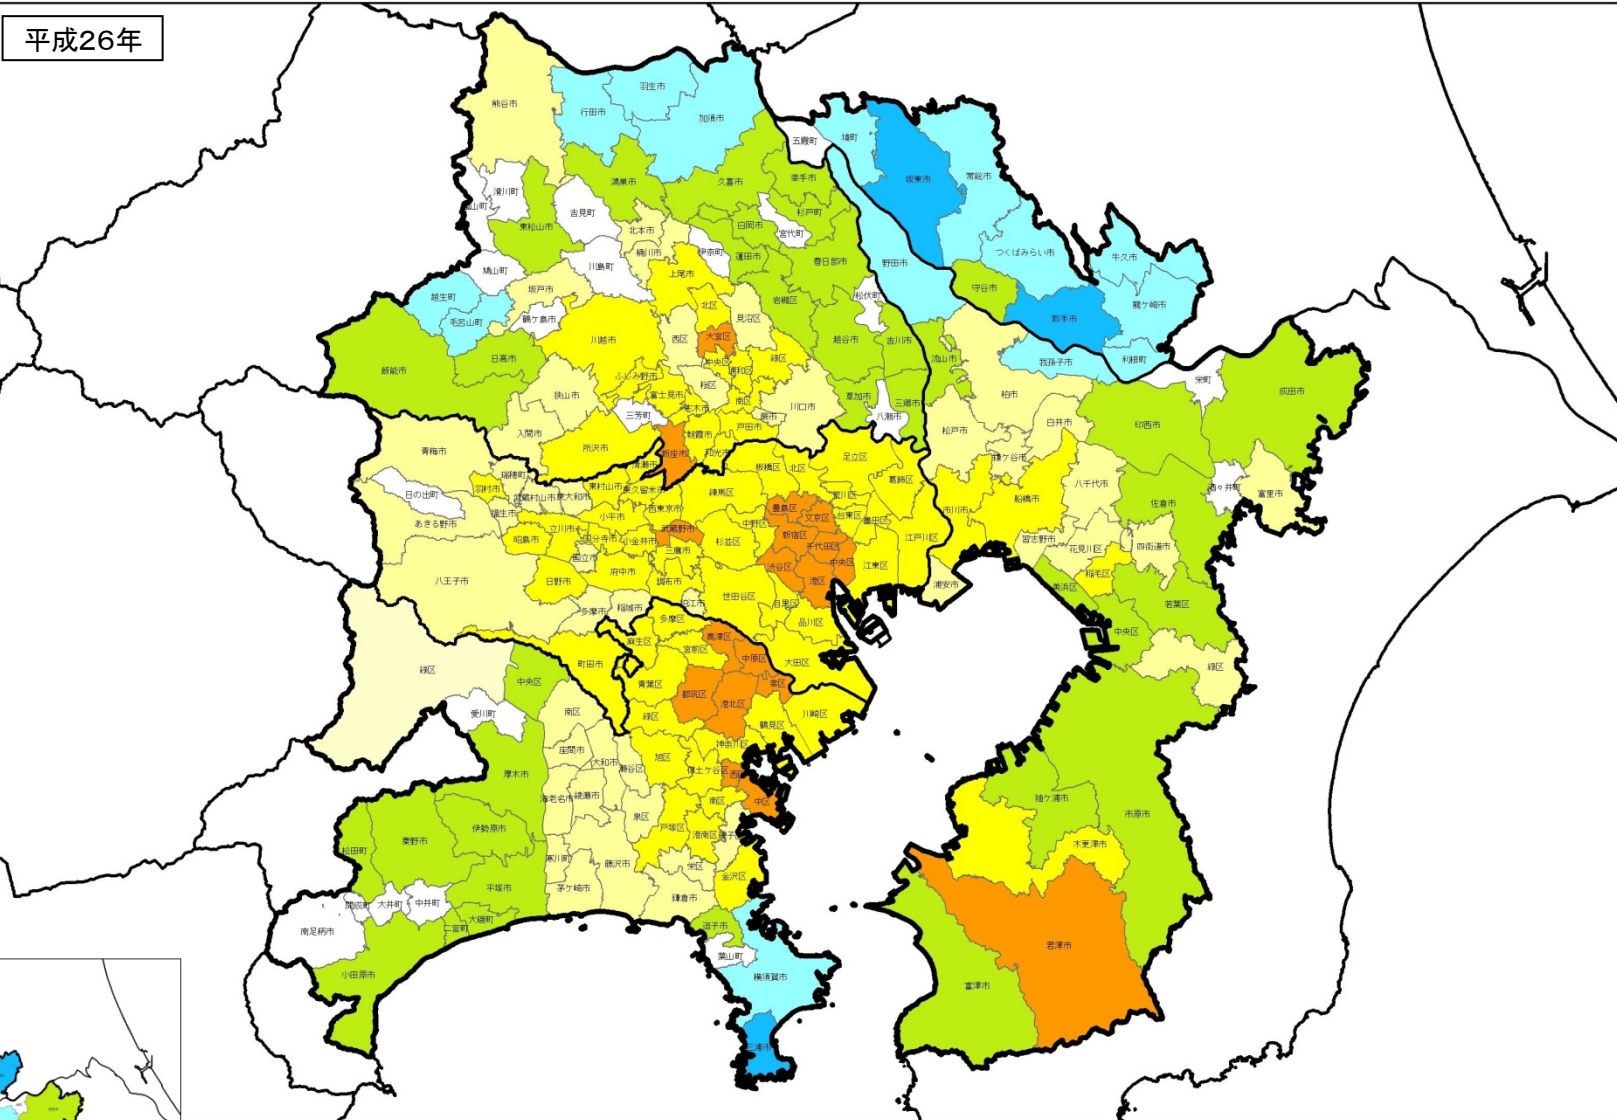 平成26年
熊谷市
行田市
羽生市
加須市
五霞町
境町
坂東市
常総市
つくばみらい市
牛久市
龍ケ崎市
守谷市
取手市
利根町
我孫子市
野田市
滑川町
東松山市
吉見町
鴻巣市
久喜市
幸手市
杉戸町
宮代町
白岡市
蓮田市
春日部市
北本市
桶川市
伊奈町
上尾市
鳩山町
川島町
坂戸市
越生町
毛呂山町
鶴ヶ島市
日高市
飯能市
川越市
北区
西区
大宮区
見沼区
岩槻区
松伏町
越谷市
吉川市
流山市
中央区
浦和区
緑区
桜区
南区
ふじみ野市
富士見市
志木市
三芳町
狭山市
入間市
所沢市
新座市
朝霞市
和光市
戸田市
蕨市
川口市
草加市
八潮市
三郷市
柏市
松戸市
白井市
鎌ケ谷市
印西市
栄町
成田市
酒々井町
富里市
佐倉市
八千代市
船橋市
市川市
習志野市
花見川区
四街道市
稲毛区
美浜区
若葉区
中央区
緑区
浦安市
青梅市
日の出町
あきる野市
瑞穂町
羽村市
福生市
武蔵村山市
東大和市
東村山市
清瀬市
東久留米市
西東京市
小平市
立川市
昭島市
国分寺市
小金井市
国立市
武蔵野市
三鷹市
府中市
調布市
日野市
八王子市
多摩市
稲城市
狛江市
町田市
練馬区
板橋区
北区
足立区
葛飾区
荒川区
豊島区
文京区
台東区
墨田区
中野区
新宿区
千代田区
杉並区
渋谷区
中央区
港区
江東区
江戸川区
世田谷区
目黒区
品川区
大田区
多摩区
麻生区
宮前区
高津区
中原区
幸区
川崎区
青葉区
都筑区
港北区
鶴見区
緑区
神奈川区
旭区
保土ケ谷区
西区
中区
南区
瀬谷区
泉区
戸塚区
港南区
磯子区
栄区
金沢区
緑区
中央区
南区
愛川町
座間市
大和市
厚木市
海老名市
綾瀬市
伊勢原市
秦野市
松田町
寒川町
藤沢市
茅ケ崎市
鎌倉市
平塚市
大磯町
二宮町
中井町
大井町
開成町
南足柄市
小田原市
逗子市
葉山町
横須賀市
三浦市
袖ケ浦市
市原市
木更津市
君津市
富津市